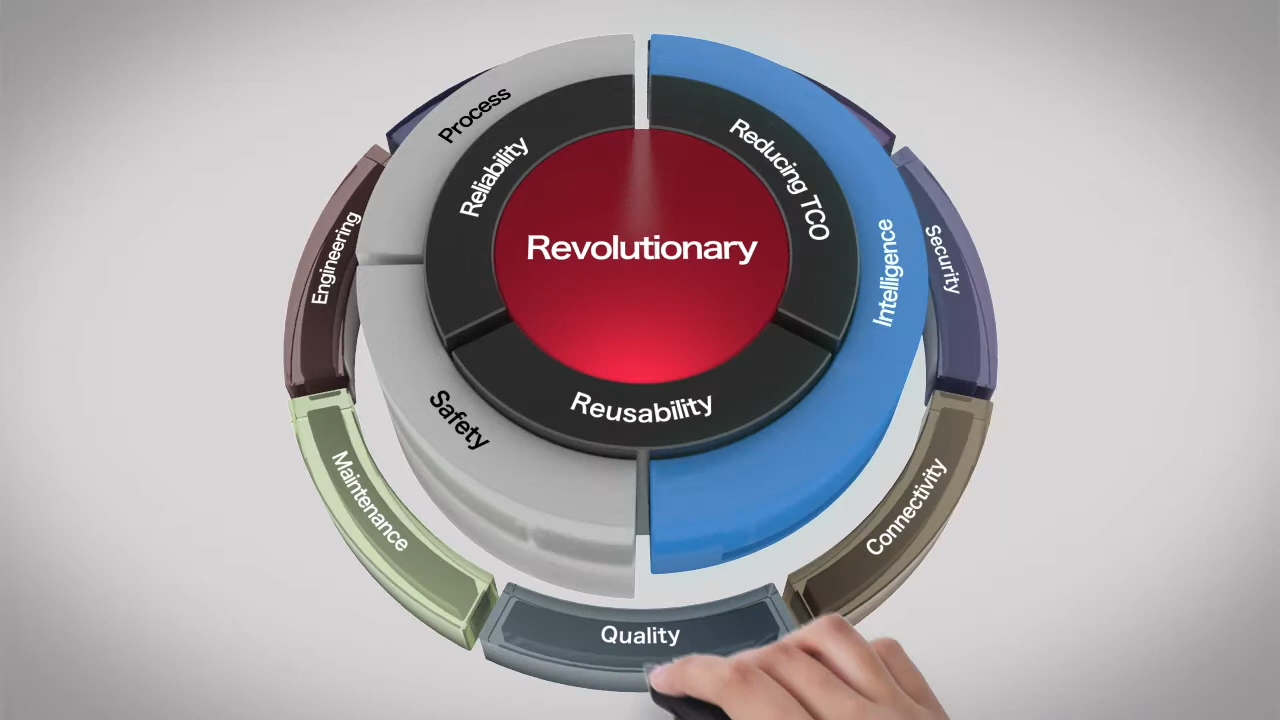 Process
Reliability
Reducing TCO
Revolutionary
Intelligence
Security
Engineering
Safety
Reusability
Maintenance
Connectivity
Quality